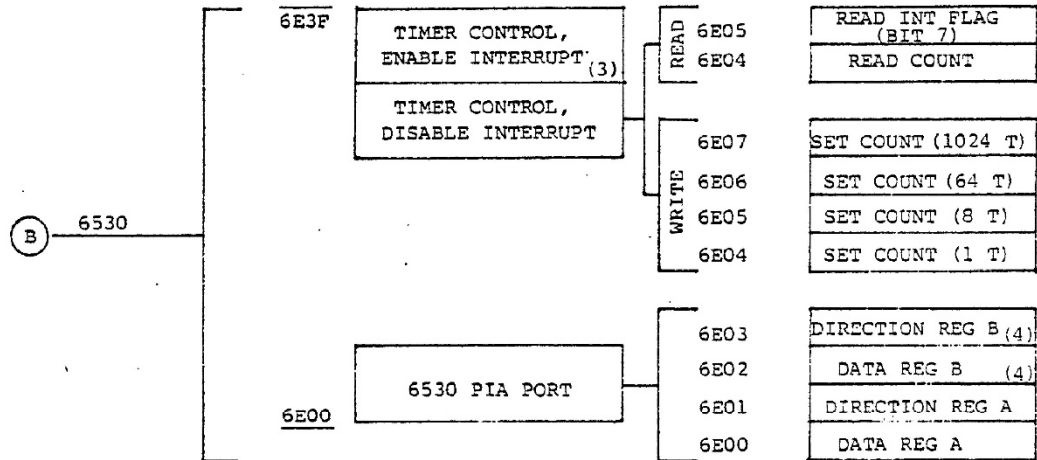 6E3F
TIMER CONTROL,
ENABLE INTERRUPT (3)
TIMER CONTROL,
DISABLE INTERRUPT
READ
6E05 READ INT FLAG
(BIT 7)
6E04 READ COUNT
WRITE
6E07 SET COUNT (1024 T)
6E06 SET COUNT (64 T)
6E05 SET COUNT (8 T)
6E04 SET COUNT (1 T)
B 6530
6530 PIA PORT
6E00
6E03 DIRECTION REG B (4)
6E02 DATA REG B (4)
6E01 DIRECTION REG A
6E00 DATA REG A